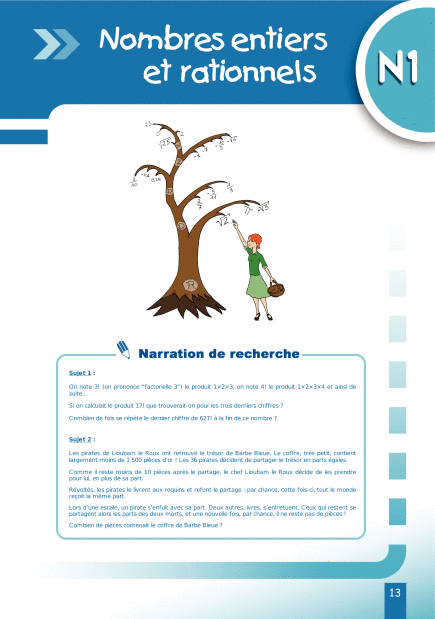 Nombres entiers
et rationnels
N1
Narration de recherche
Sujet 1 :
On note 3! (on prononce "factorielle 3") le produit 1×2×3, on note 4! le produit 1×2×3×4 et ainsi de
suite...
Si on calculait le produit 17! que trouverait-on pour les trois derniers chiffres ?
Combien de fois se répète le dernier chiffre de 627! à la fin de ce nombre ?
Sujet 2 :
Les pirates de Lioubam le Roux ont retrouvé le trésor de Barbe Bleue. Le coffre, très petit, contient
largement moins de 1 500 pièces d'or ! Les 36 pirates décident de partager le trésor en parts égales.
Comme il reste moins de 10 pièces après le partage, le chef Lioubam le Roux décide de les prendre
pour lui, en plus de sa part.
Révoltés, les pirates le livrent aux requins et refont le partage : par chance, cette fois-ci, tout le monde
reçoit la même part.
Lors d'une escale, un pirate s'enfuit avec sa part. Deux autres, ivres, s'entretuent. Ceux qui restent se
partagent alors les parts des deux morts, et une nouvelle fois, par chance, il ne reste pas de pièces !
Combien de pièces contenait le coffre de Barbe Bleue ?
13